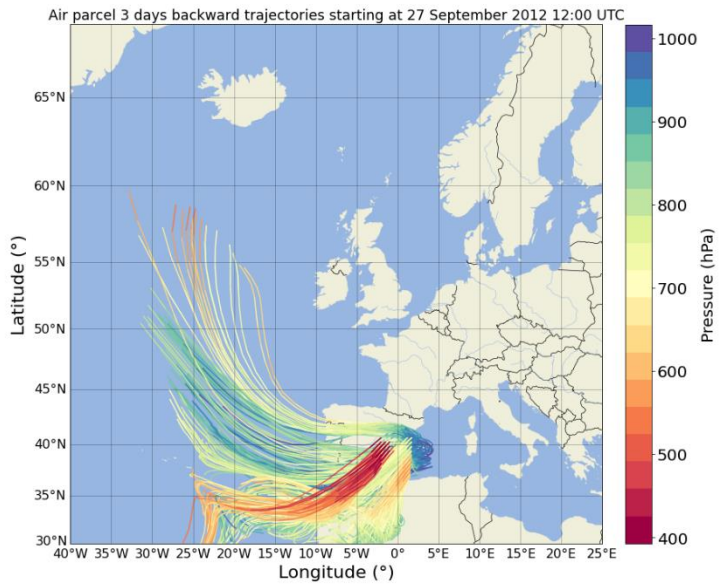 Air parcel 3 days backward trajectories starting at 27 September 2012 12:00 UTC
65°N
60°N
55°N
50°N
45°N
40°N
35°N
30°N
Latitude (°)
40°W 35°W 30°W 25°W 20°W 15°W 10°W 5°W 0° 5°E 10°E 15°E 20°E 25°E
Longitude (°)
1000
900
800
700
600
500
400
Pressure (hPa)